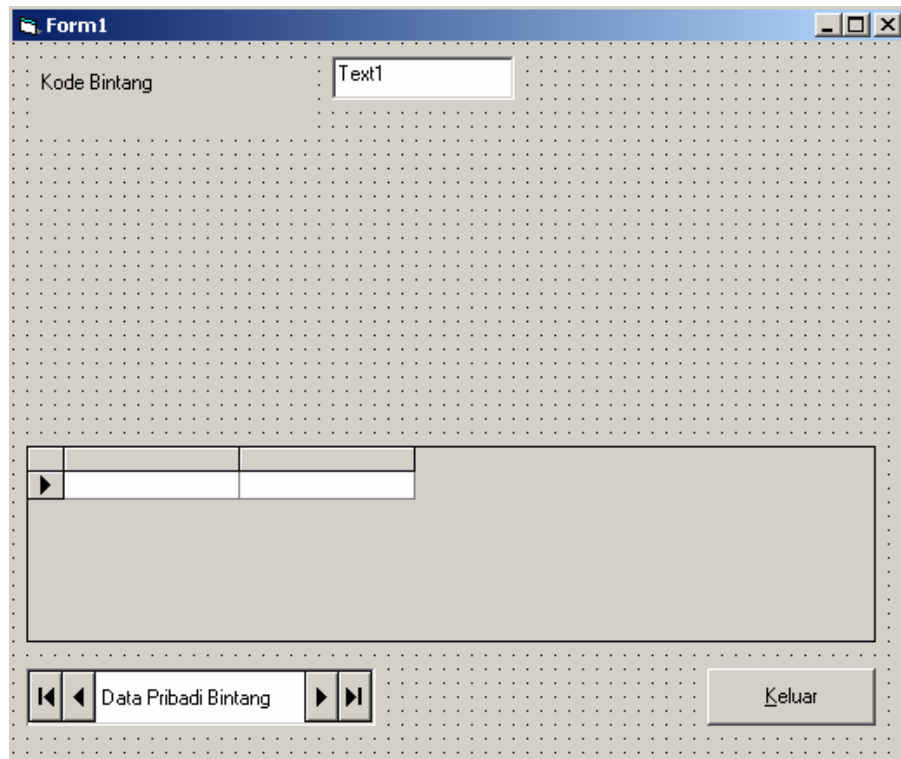 Form1
Kode Bintang
Text1
Data Pribadi Bintang
Keluar